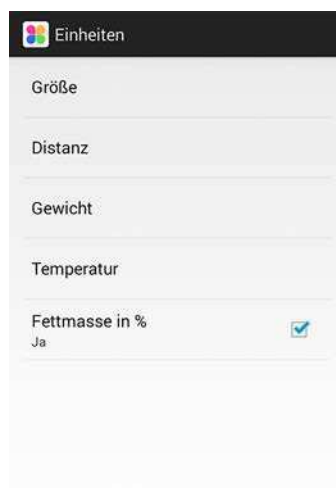 Einheiten
Größe
Distanz
Gewicht
Temperatur
Fettmasse in %
Ja